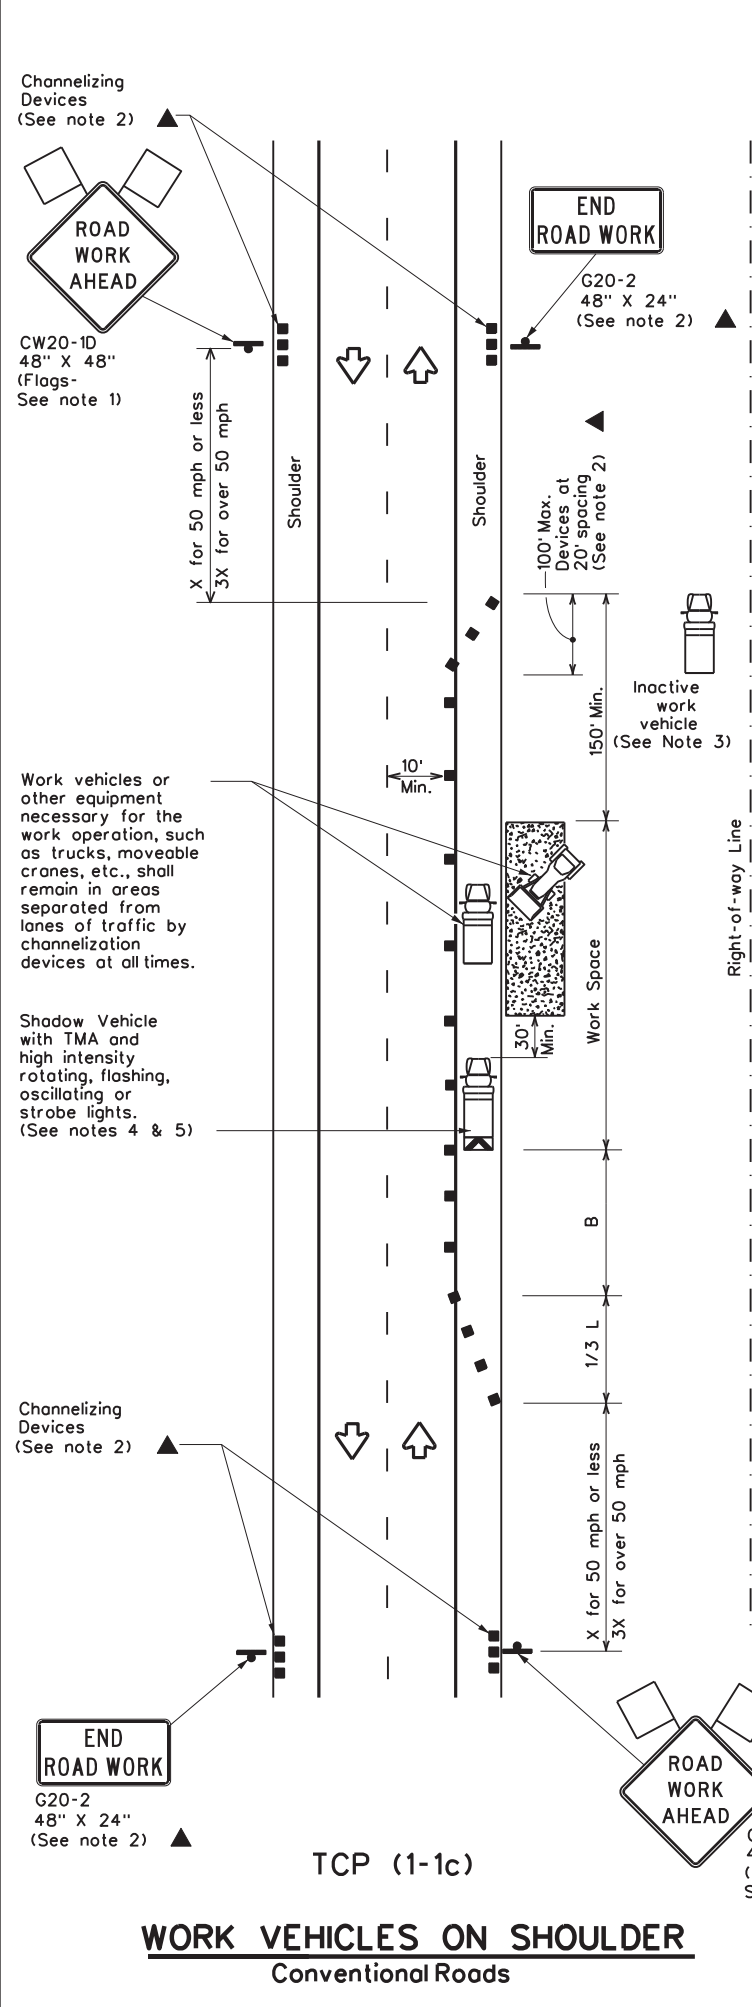 Channelizing
Devices
(See note 2)
ROAD
WORK
AHEAD
END
ROAD WORK
G20-2
48" X 24"
(See note 2)
CW20-1D
48" X 48"
(Flags-
See note 1)
X for 50 mph or less
3X for over 50 mph
Shoulder
Shoulder
100' Max.
Devices at
20' spacing
(See note 2)
Inactive
work
vehicle
(See Note 3)
150' Min.
10'
Min.
Work vehicles or
other equipment
necessary for the
work operation, such
as trucks, moveable
cranes, etc., shall
remain in areas
separated from
lanes of traffic by
channelization
devices at all times.
Right-of-way Line
Work Space
30'
Min.
Shadow Vehicle
with TMA and
high intensity
rotating, flashing,
oscillating or
strobe lights.
(See notes 4 & 5)
B
1/3 L
Channelizing
Devices
(See note 2)
X for 50 mph or less
3X for over 50 mph
END
ROAD WORK
G20-2
48" X 24"
(See note 2)
ROAD
WORK
AHEAD
TCP (1-1c)
WORK VEHICLES ON SHOULDER
Conventional Roads